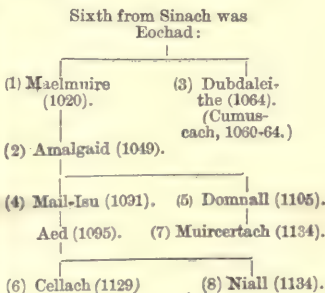 Sixth from Sinach was
Eochad:
(1) Maelmuire (3) Dubdalei-
(1020). the (1064).
(Cumus-
cach, 1060-64.)
(2) Amalgaid (1049).
(4) Mail-Isu (1091). (5) Domnall (1105).
Aed (1095). (7) Muircertach (1134).
(6) Cellach (1129) (8) Niall (1134).